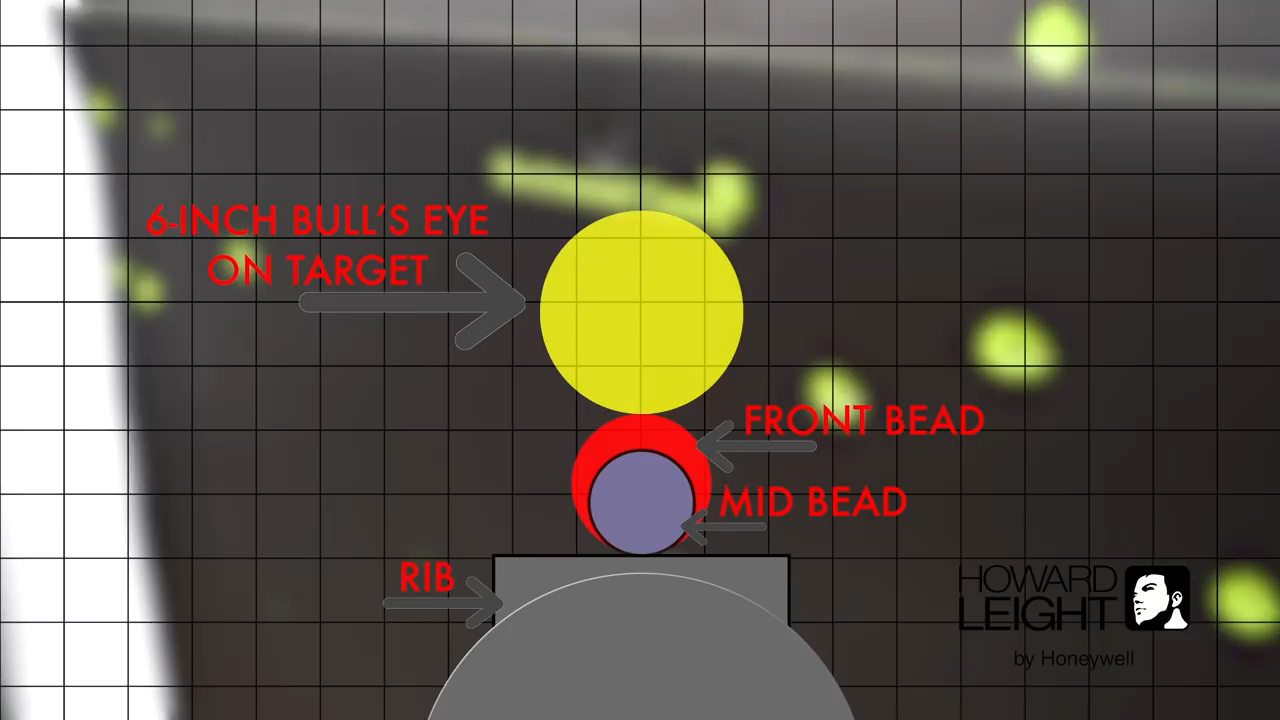 6-INCH BULL'S EYE
ON TARGET
FRONT BEAD
MID BEAD
RIB
HOWARD
LEIGHT
by Honeywell